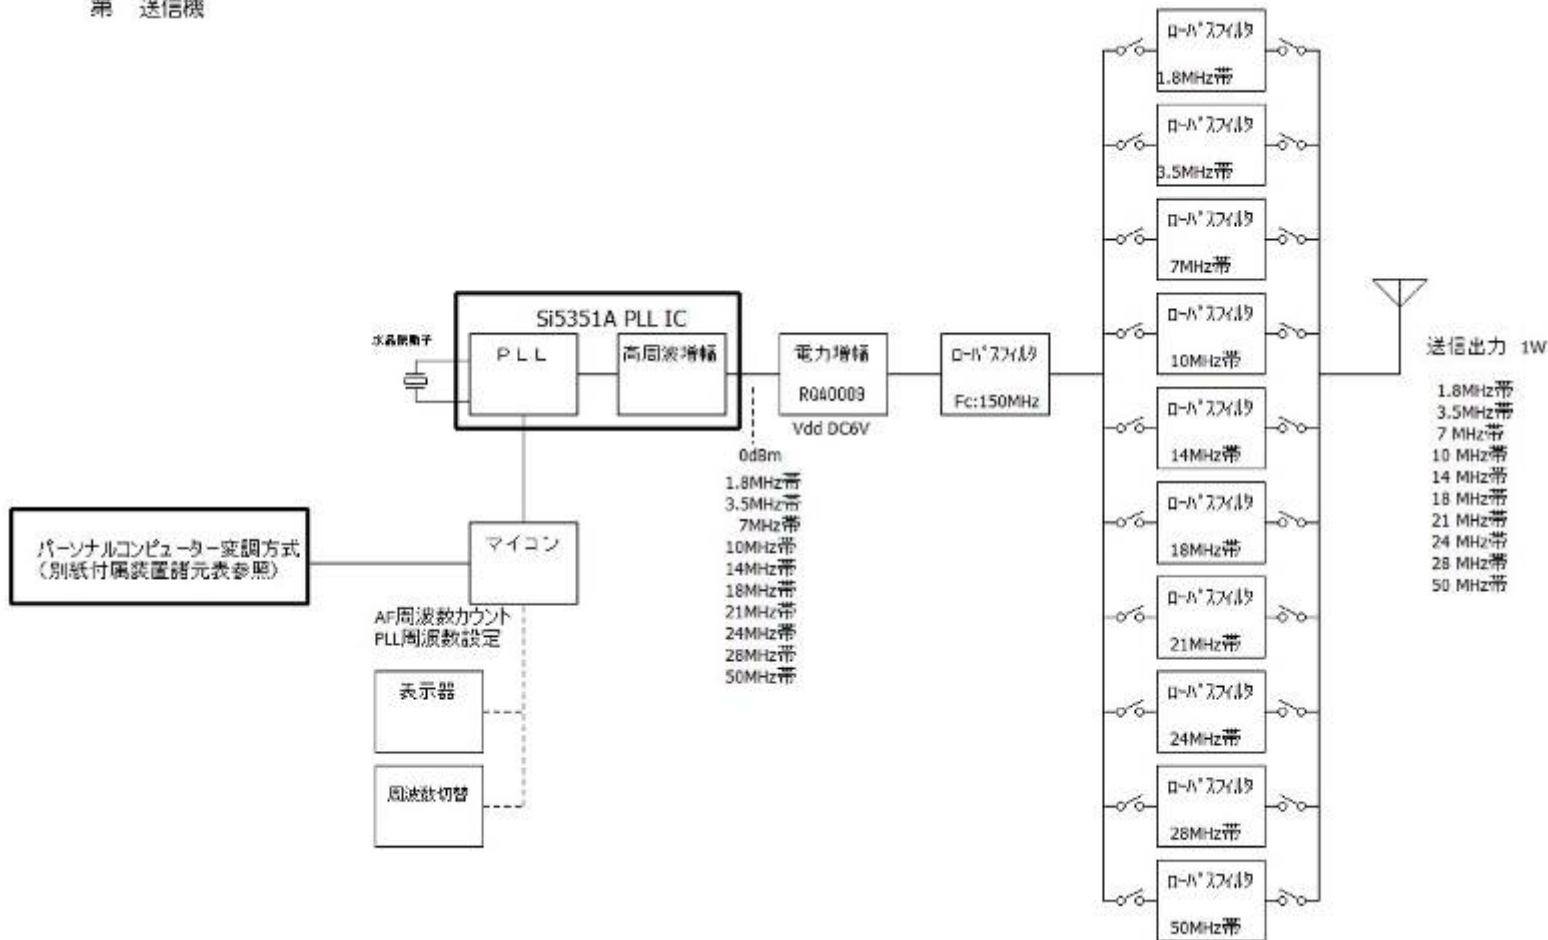 第　送信機
ローパスフィルタ
1.8MHz帯
ローパスフィルタ
3.5MHz帯
ローパスフィルタ
7MHz帯
ローパスフィルタ
10MHz帯
ローパスフィルタ
14MHz帯
ローパスフィルタ
18MHz帯
ローパスフィルタ
21MHz帯
ローパスフィルタ
24MHz帯
ローパスフィルタ
28MHz帯
ローパスフィルタ
50MHz帯
水晶振動子
Si5351A PLL IC
ＰＬＬ
高周波増幅
電力増幅
RQA0009
Vdd DC6V
ローパスフィルタ
Fc:150MHz
0dBm
1.8MHz帯
3.5MHz帯
7MHz帯
10MHz帯
14MHz帯
18MHz帯
21MHz帯
24MHz帯
28MHz帯
50MHz帯
送信出力 1W
1.8MHz帯
3.5MHz帯
7 MHz帯
10 MHz帯
14 MHz帯
18 MHz帯
21 MHz帯
24 MHz帯
28 MHz帯
50 MHz帯
パーソナルコンピューター変調方式
（別紙付属装置諸元表参照）
マイコン
AF周波数カウント
PLL周波数設定
表示器
周波数切替